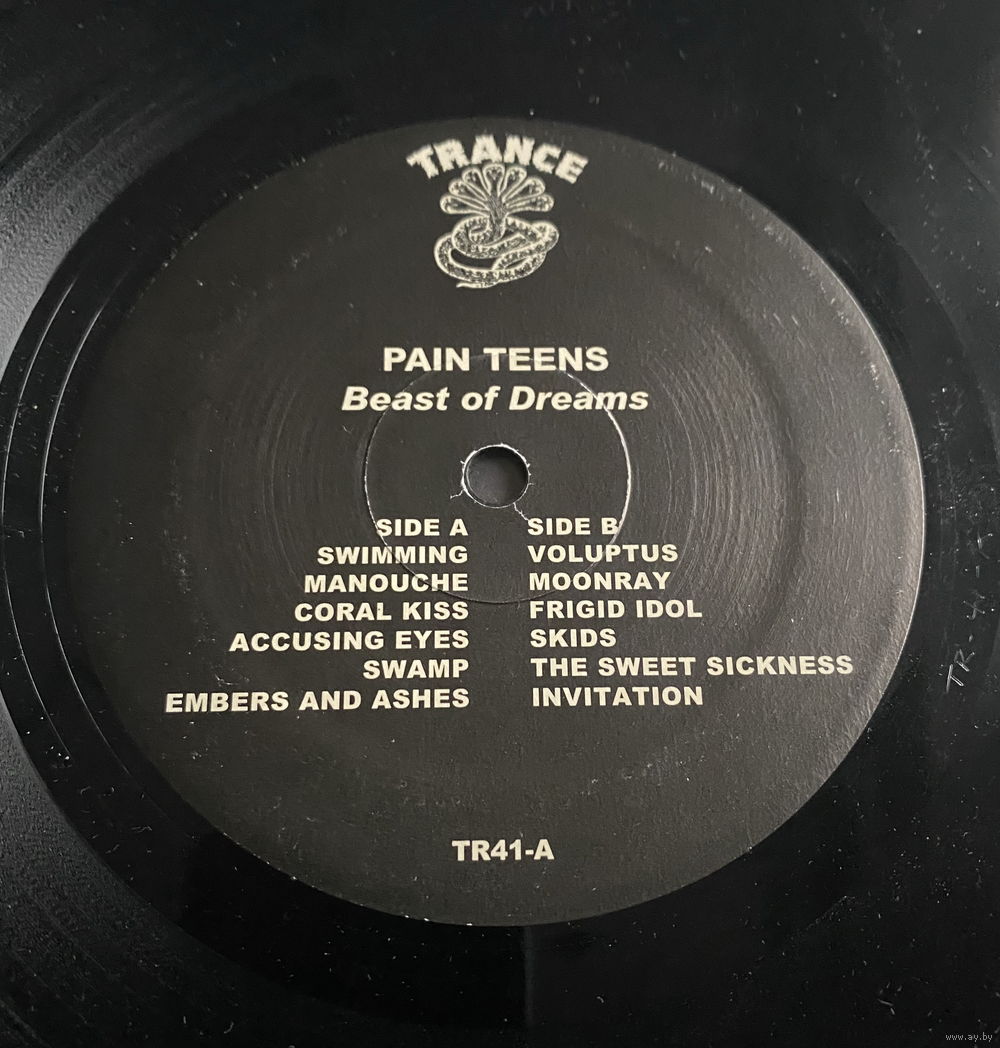 TRANCE
PAIN TEENS
Beast of Dreams
SIDE A
SWIMMING
MANOUCHE
CORAL KISS
ACCUSING EYES
SWAMP
EMBERS AND ASHES
SIDE B
VOLUPTUS
MOONRAY
FRIGID IDOL
SKIDS
THE SWEET SICKNESS
INVITATION
TR41-A
www.ay.by